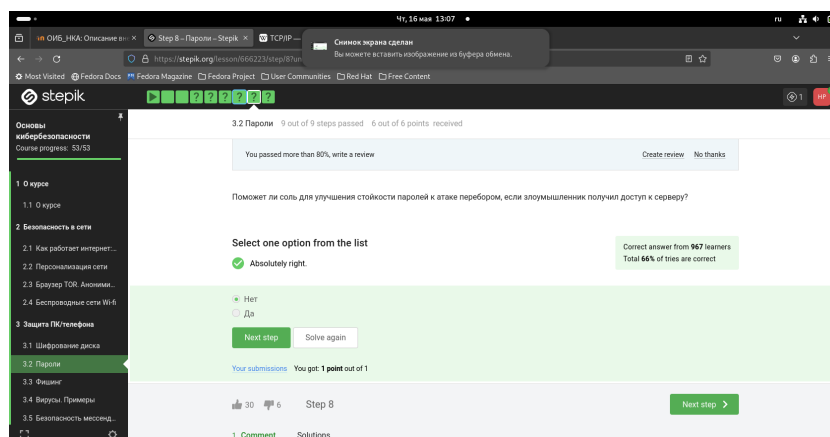 Чт, 16 мая 13:07
ru
ОИБ_НКА: Описание вне
Step 8 – Пароли – Stepik
TCP/IP —
Снимок экрана сделан
Вы можете вставить изображение из буфера обмена.
https://stepik.org/lesson/666223/step/8?un
Most Visited
Fedora Docs
Fedora Magazine
Fedora Project
User Communities
Red Hat
Free Content
stepik
1
HP
Основы кибербезопасности
Course progress: 53/53
3.2 Пароли 9 out of 9 steps passed 6 out of 6 points received
You passed more than 80%, write a review
Create review
No thanks
1 О курсе
1.1 О курсе
2 Безопасность в сети
2.1 Как работает интернет:...
2.2 Персонализация сети
2.3 Браузер TOR. Аноними...
2.4 Беспроводные сети Wi-fi
3 Защита ПК/телефона
3.1 Шифрование диска
3.2 Пароли
3.3 Фишинг
3.4 Вирусы. Примеры
3.5 Безопасность мессенд...
Поможет ли соль для улучшения стойкости паролей к атаке перебором, если злоумышленник получил доступ к серверу?
Select one option from the list
Absolutely right.
Correct answer from 967 learners
Total 66% of tries are correct
Нет
Да
Next step
Solve again
Your submissions You got: 1 point out of 1
30
6
Step 8
Next step
1 Comment
Solutions